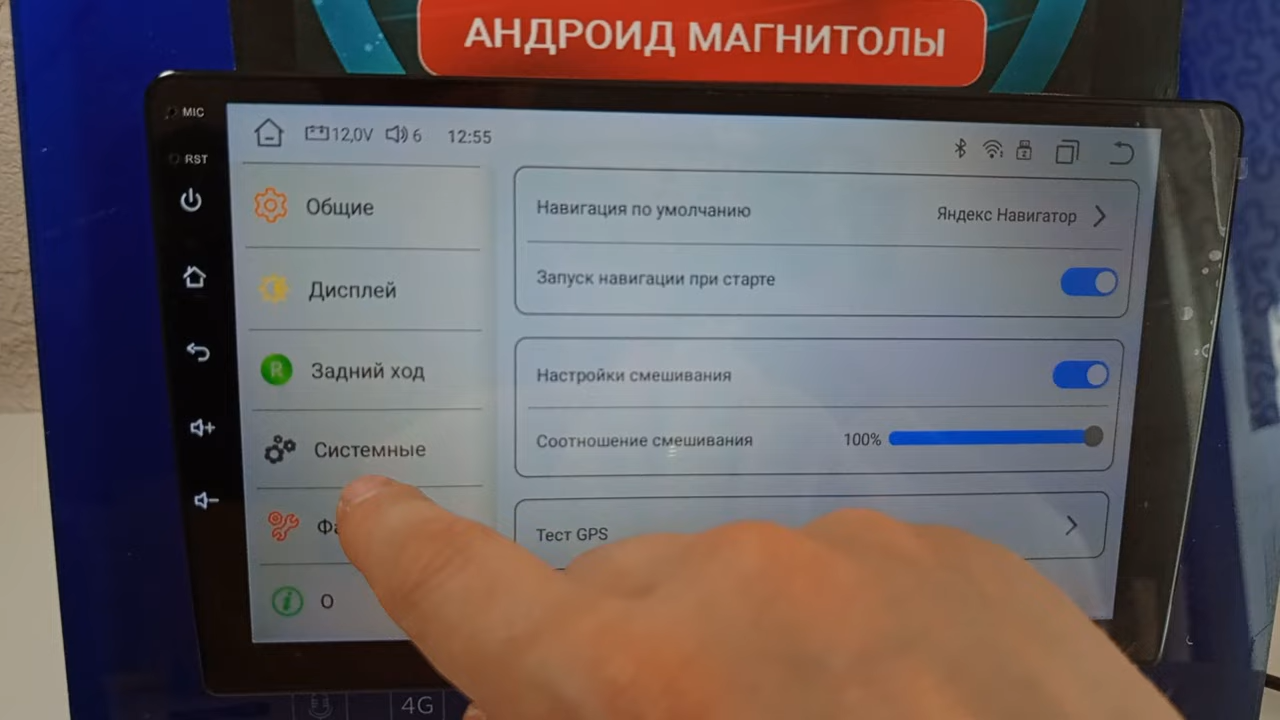 АНДРОИД МАГНИТОЛЫ
MIC
RST
12,0V 6 12:55
Общие
Дисплей
R Задний ход
Системные
О
Навигация по умолчанию Яндекс Навигатор
Запуск навигации при старте
Настройки смешивания
Соотношение смешивания 100%
Тест GPS
4G